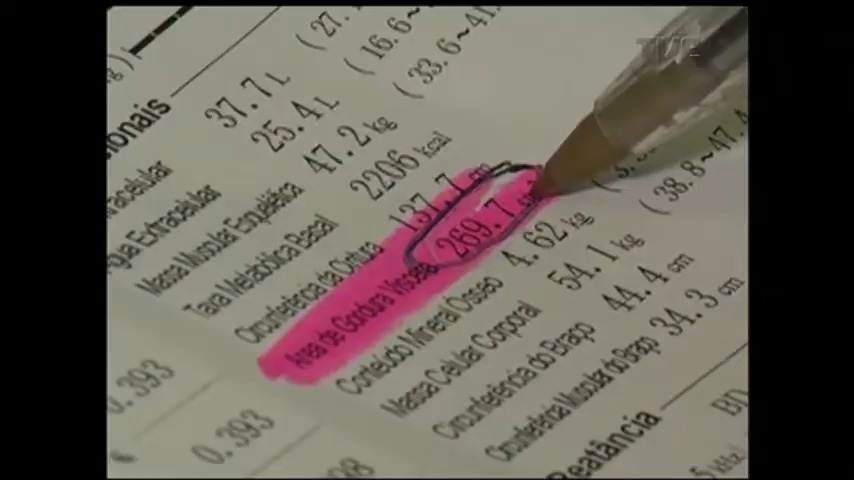 TVE
ionais
37.7 L (27.
25.4 L (16.6~
Água Extracelular 47.2 kg (33.6~41.
Massa Muscular Esquelética 2206 kcal
Taxa Metabólica Basal 137.7 cm
Circunferência da Cintura 269.7
Área de Gordura Visceral 4.62 kg
Conteúdo Mineral Ósseo 54.1 kg (38.8~47.4
Massa Celular Corporal 44.4 cm
Circunferência do Braço 34.3 cm
Circunferência Muscular do Braço
Reatância
0.393
0.393